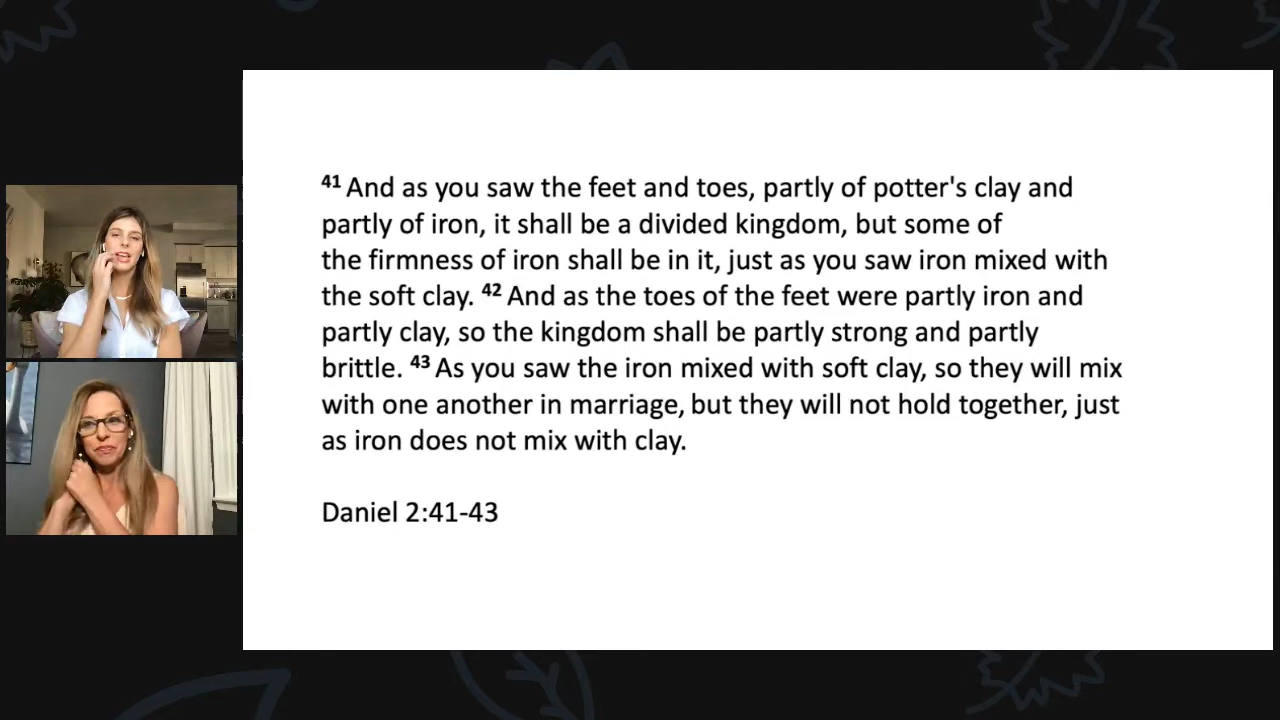 41 And as you saw the feet and toes, partly of potter's clay and
partly of iron, it shall be a divided kingdom, but some of
the firmness of iron shall be in it, just as you saw iron mixed with
the soft clay. 42 And as the toes of the feet were partly iron and
partly clay, so the kingdom shall be partly strong and partly
brittle. 43 As you saw the iron mixed with soft clay, so they will mix
with one another in marriage, but they will not hold together, just
as iron does not mix with clay.
Daniel 2:41-43